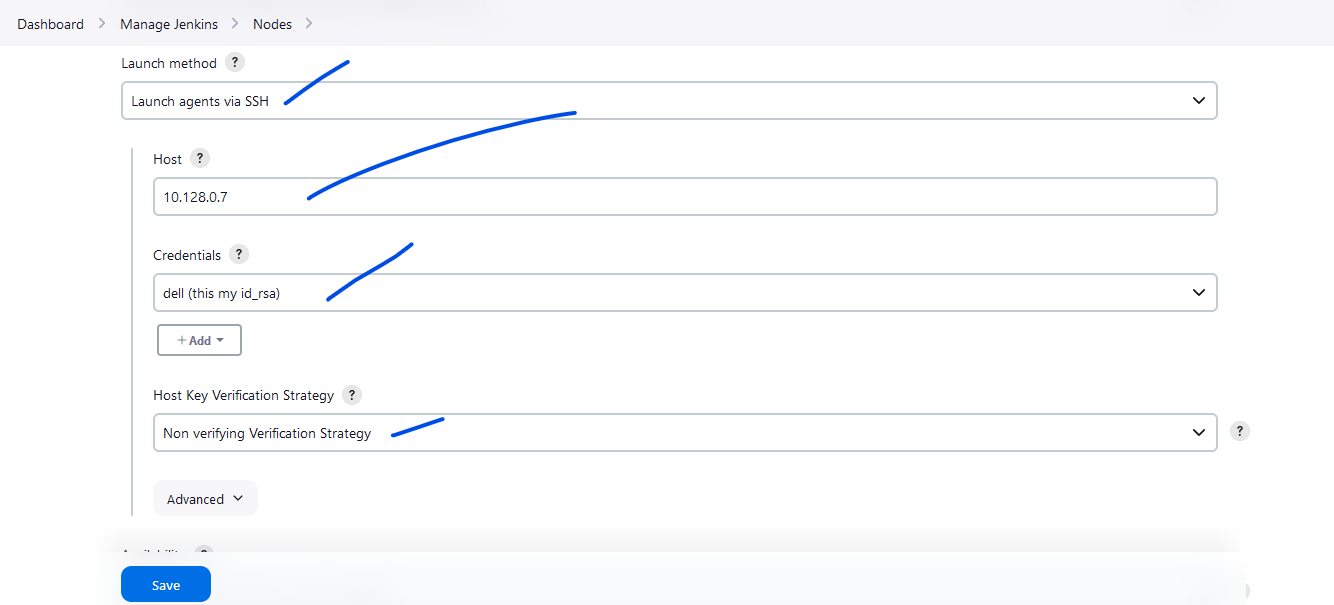 Dashboard > Manage Jenkins > Nodes >
Launch method ?
Launch agents via SSH
Host ?
10.128.0.7
Credentials ?
dell (this my id_rsa)
+ Add
Host Key Verification Strategy ?
Non verifying Verification Strategy
?
Advanced
Save